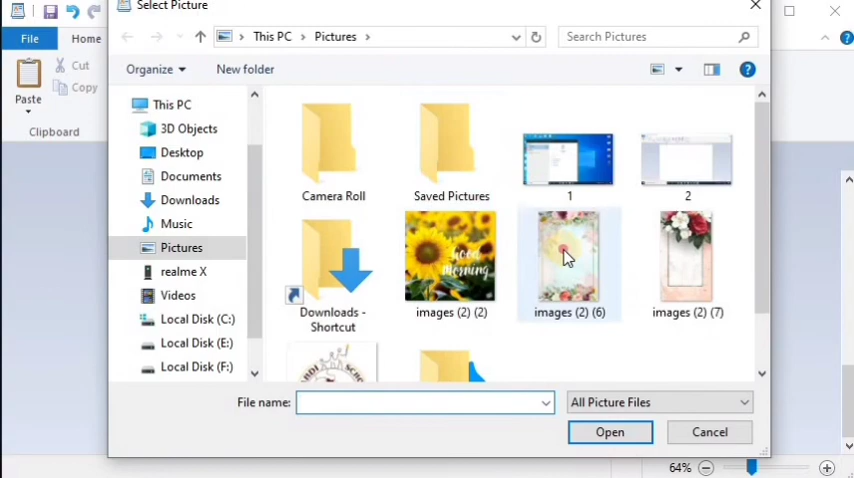 Select Picture
File
Home
This PC
Pictures
Search Pictures
Paste
Cut
Copy
Clipboard
Organize
New folder
This PC
3D Objects
Desktop
Documents
Downloads
Music
Pictures
realme X
Videos
Local Disk (C:)
Local Disk (E:)
Local Disk (F:)
Camera Roll
Saved Pictures
1
2
Good
Morning
Downloads -
Shortcut
images (2) (2)
images (2) (6)
images (2) (7)
File name:
All Picture Files
Open
Cancel
64%